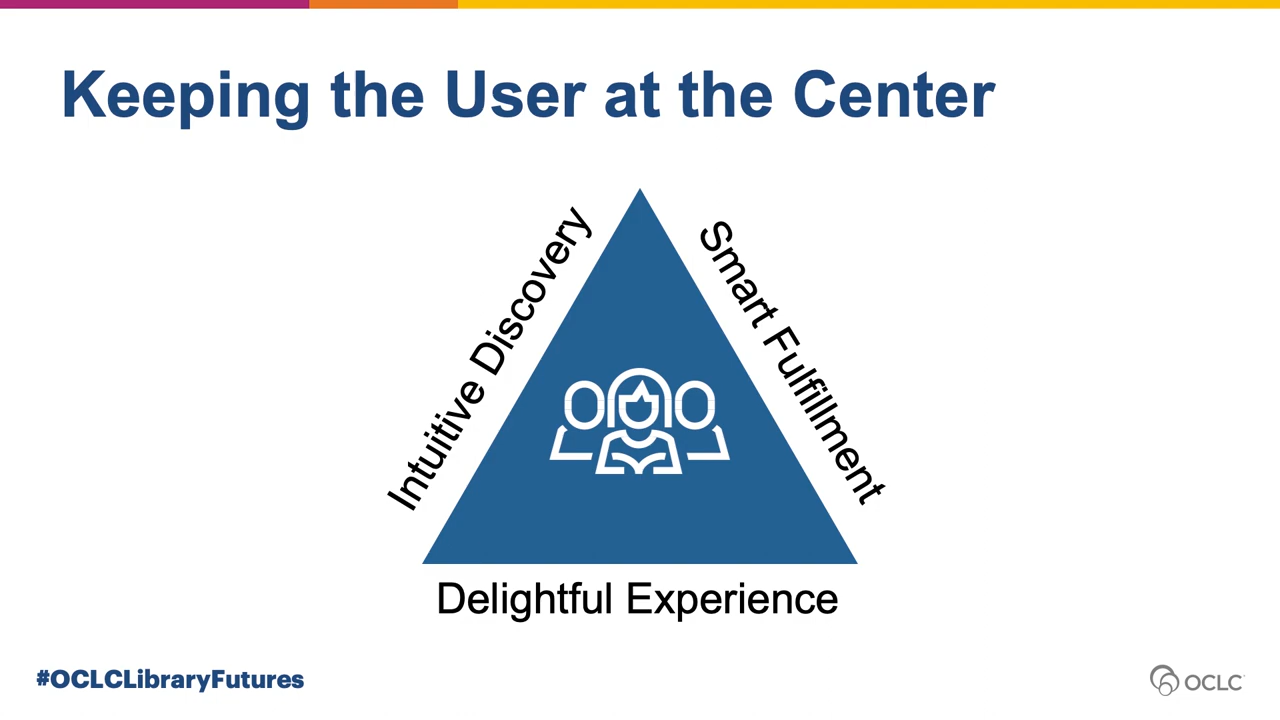 Keeping the User at the Center
Intuitive Discovery
Smart Fulfillment
Delightful Experience
#OCLCLibraryFutures
OCLC